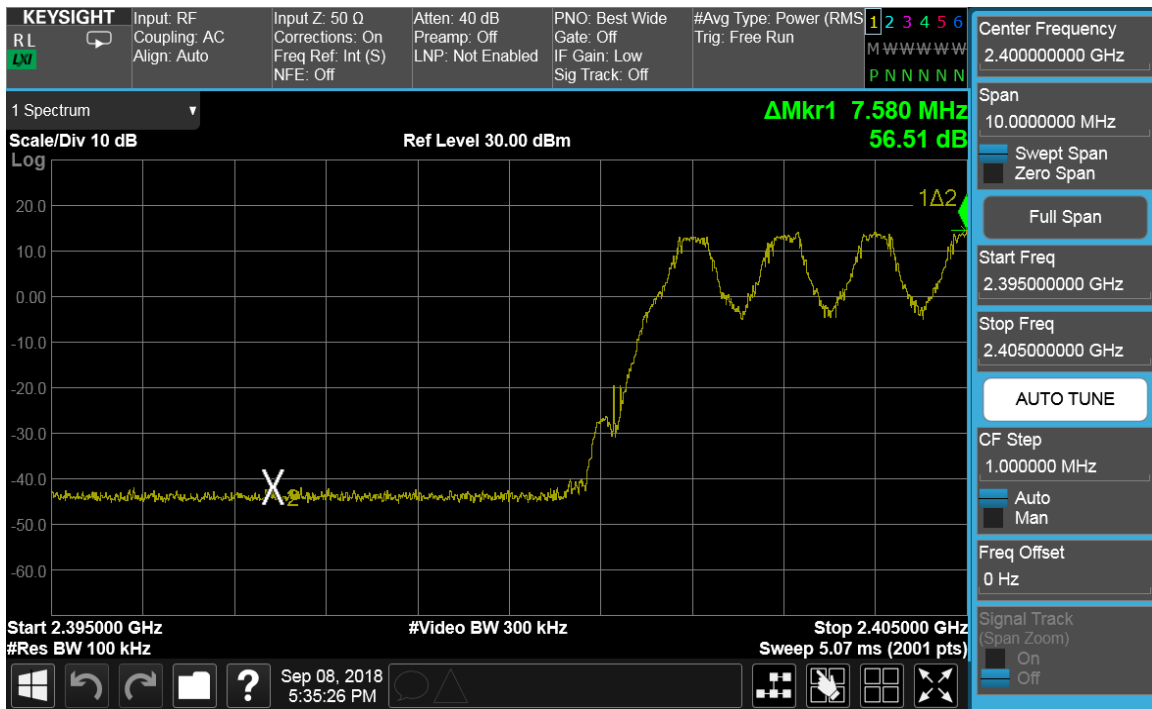 KEYSIGHT
RL
LXI
Input: RF
Coupling: AC
Align: Auto
Input Z: 50 Ω
Corrections: On
Freq Ref: Int (S)
NFE: Off
Atten: 40 dB
Preamp: Off
LNP: Not Enabled
PNO: Best Wide
Gate: Off
IF Gain: Low
Sig Track: Off
#Avg Type: Power (RMS
Trig: Free Run
1 2 3 4 5 6
M W W W W W
P N N N N N
1 Spectrum
Scale/Div 10 dB
Ref Level 30.00 dBm
ΔMkr1 7.580 MHz
56.51 dB
Log
20.0
10.0
0.00
-10.0
-20.0
-30.0
-40.0
-50.0
-60.0
1Δ2
X2
Start 2.395000 GHz
#Video BW 300 kHz
Stop 2.405000 GHz
#Res BW 100 kHz
Sweep 5.07 ms (2001 pts)
?
Sep 08, 2018
5:35:26 PM
Center Frequency
2.400000000 GHz
Span
10.0000000 MHz
Swept Span
Zero Span
Full Span
Start Freq
2.395000000 GHz
Stop Freq
2.405000000 GHz
AUTO TUNE
CF Step
1.000000 MHz
Auto
Man
Freq Offset
0 Hz
Signal Track
(Span Zoom)
On
Off